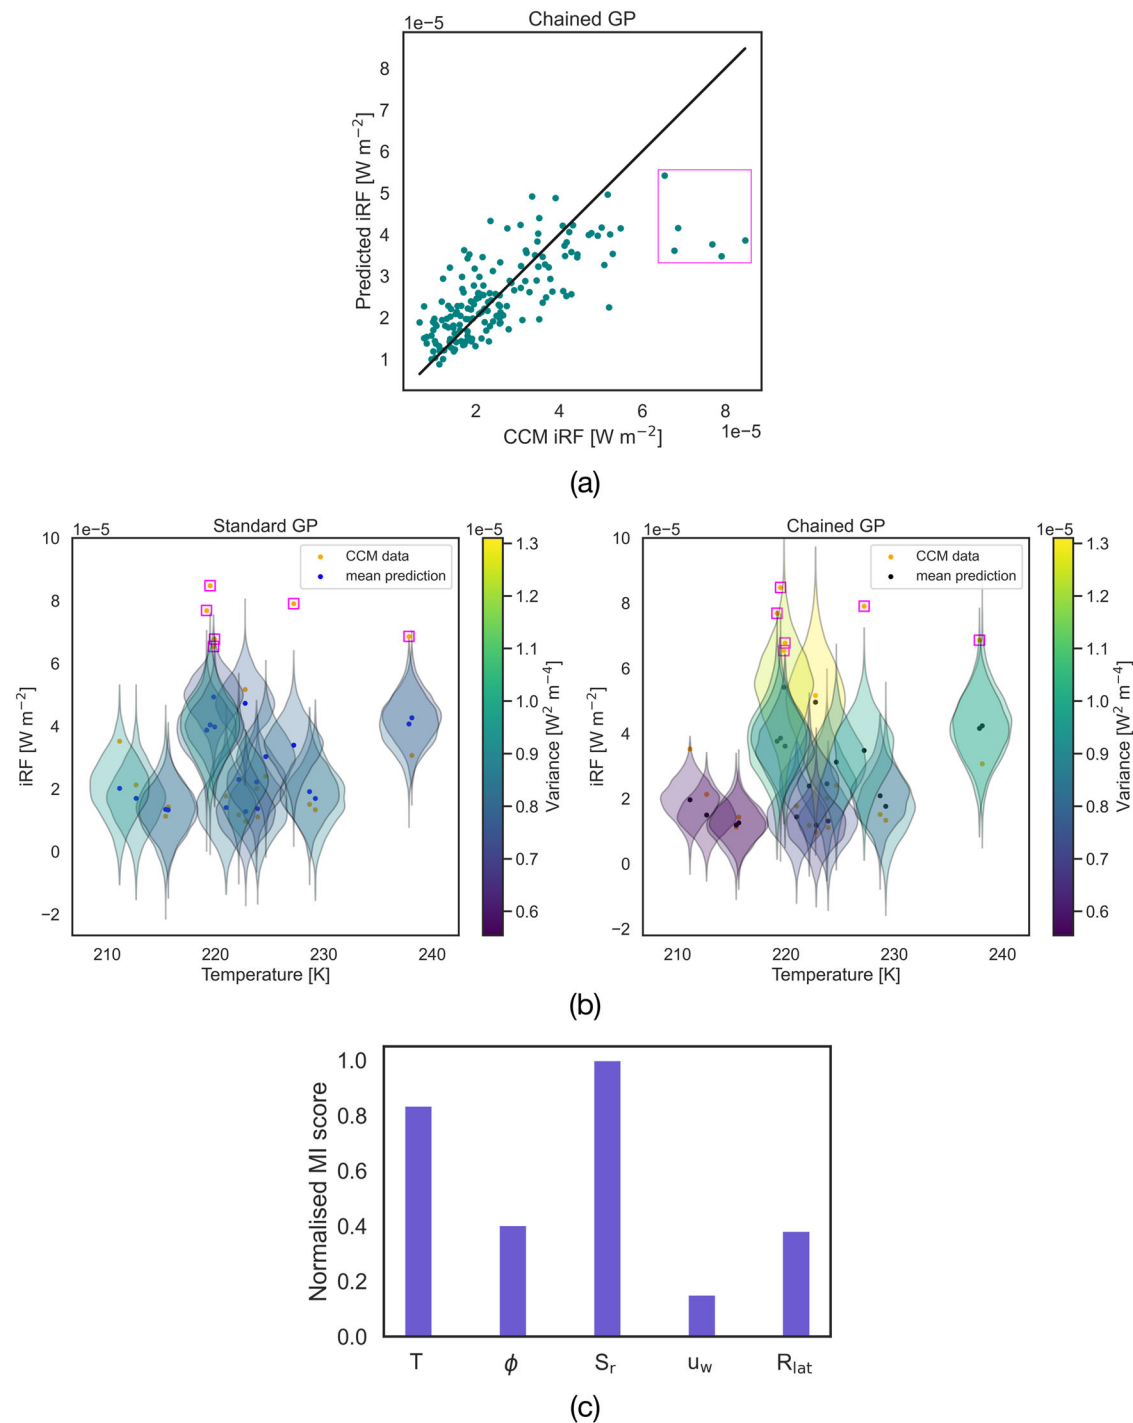 Chained GP
1e−5
Predicted iRF [W m−2]
8
7
6
5
4
3
2
1
2 4 6 8
1e−5
CCM iRF [W m−2]
(a)
Standard GP
1e−5
1e−5
CCM data
mean prediction
iRF [W m−2]
10
8
6
4
2
0
−2
210 220 230 240
Temperature [K]
1.3
1.2
1.1
1.0
0.9
0.8
0.7
0.6
Variance [W2 m−4]
Chained GP
1e−5
1e−5
CCM data
mean prediction
iRF [W m−2]
10
8
6
4
2
0
−2
210 220 230 240
Temperature [K]
1.3
1.2
1.1
1.0
0.9
0.8
0.7
0.6
Variance [W2 m−4]
(b)
Normalised MI score
1.0
0.8
0.6
0.4
0.2
0.0
T ϕ Sr uw Rlat
(c)